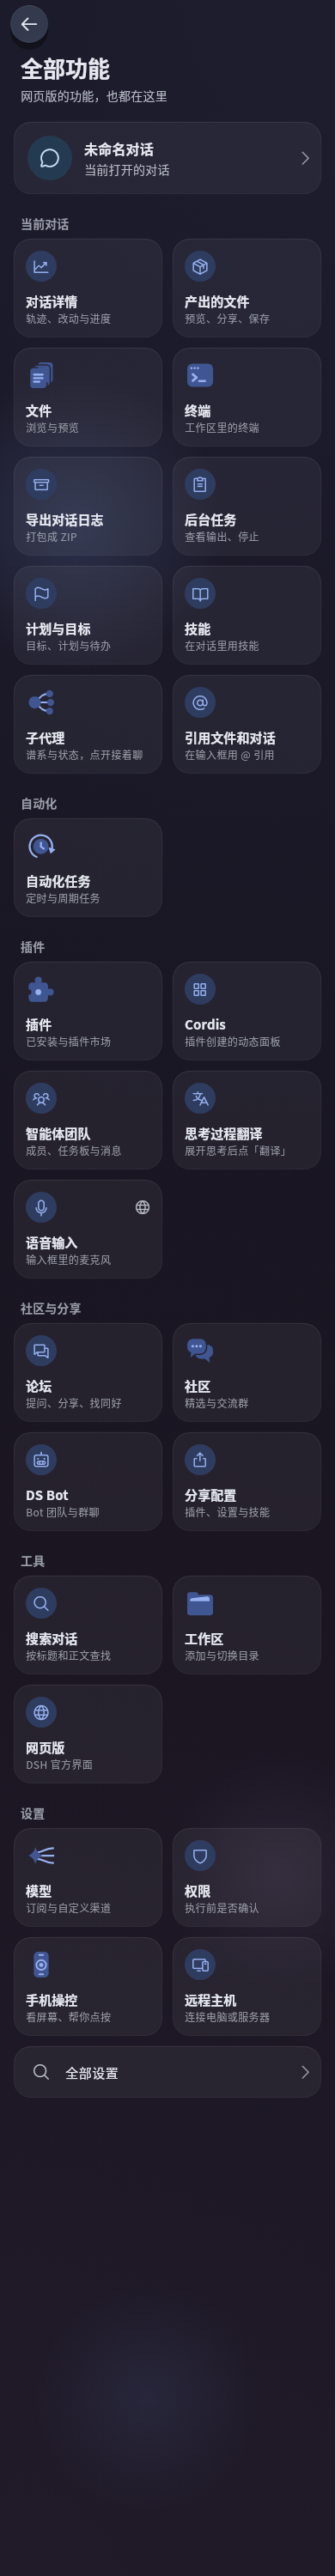 全部功能
网页版的功能，也都在这里
未命名对话
当前打开的对话
当前对话
对话详情
轨迹、改动与进度
产出的文件
预览、分享、保存
文件
浏览与预览
终端
工作区里的终端
导出对话日志
打包成 ZIP
后台任务
查看输出、停止
计划与目标
目标、计划与待办
技能
在对话里用技能
子代理
谱系与状态，点开接着聊
引用文件和对话
在输入框用 @ 引用
自动化
自动化任务
定时与周期任务
插件
插件
已安装与插件市场
Cordis
插件创建的动态面板
智能体团队
成员、任务板与消息
思考过程翻译
展开思考后点「翻译」
语音输入
输入框里的麦克风
社区与分享
论坛
提问、分享、找同好
社区
精选与交流群
DS Bot
Bot 团队与群聊
分享配置
插件、设置与技能
工具
搜索对话
按标题和正文查找
工作区
添加与切换目录
网页版
DSH 官方界面
设置
模型
订阅与自定义渠道
权限
执行前是否确认
手机操控
看屏幕、帮你点按
远程主机
连接电脑或服务器
全部设置